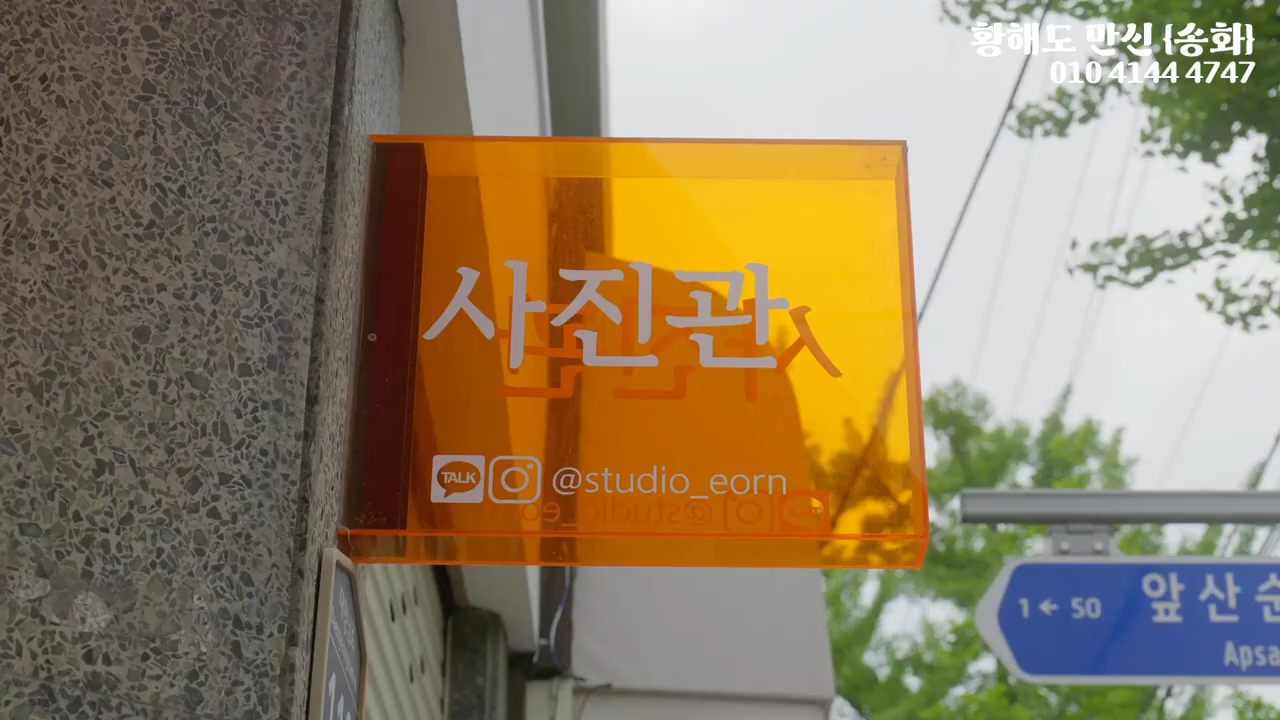 황해도 만신 {송화}
010 4144 4747
사진관
TALK @studio_eorn
1 ← 50 앞산순
Apsa